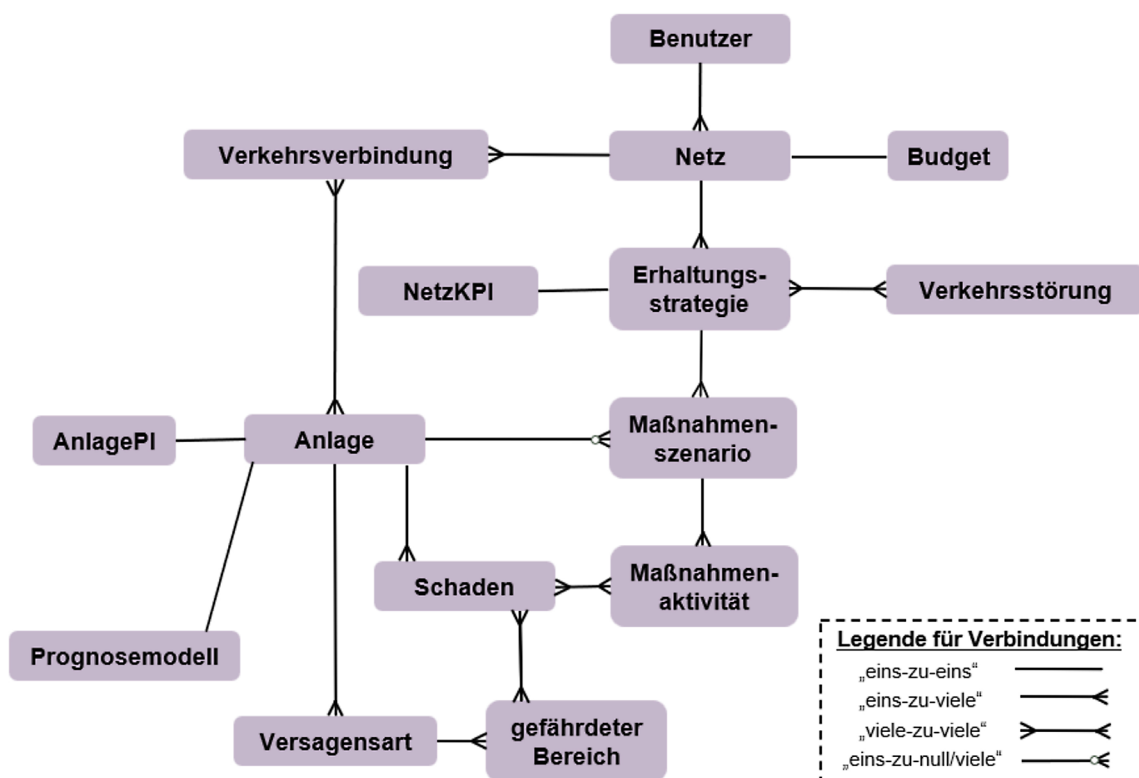 Benutzer
Verkehrsverbindung
Netz
Budget
NetzKPI
Erhaltungs-
strategie
Verkehrsstörung
AnlagePI
Anlage
Maßnahmen-
szenario
Schaden
Maßnahmen-
aktivität
Prognosemodell
Versagensart
gefährdeter
Bereich
Legende für Verbindungen:
„eins-zu-eins“
„eins-zu-viele“
„viele-zu-viele“
„eins-zu-null/viele“